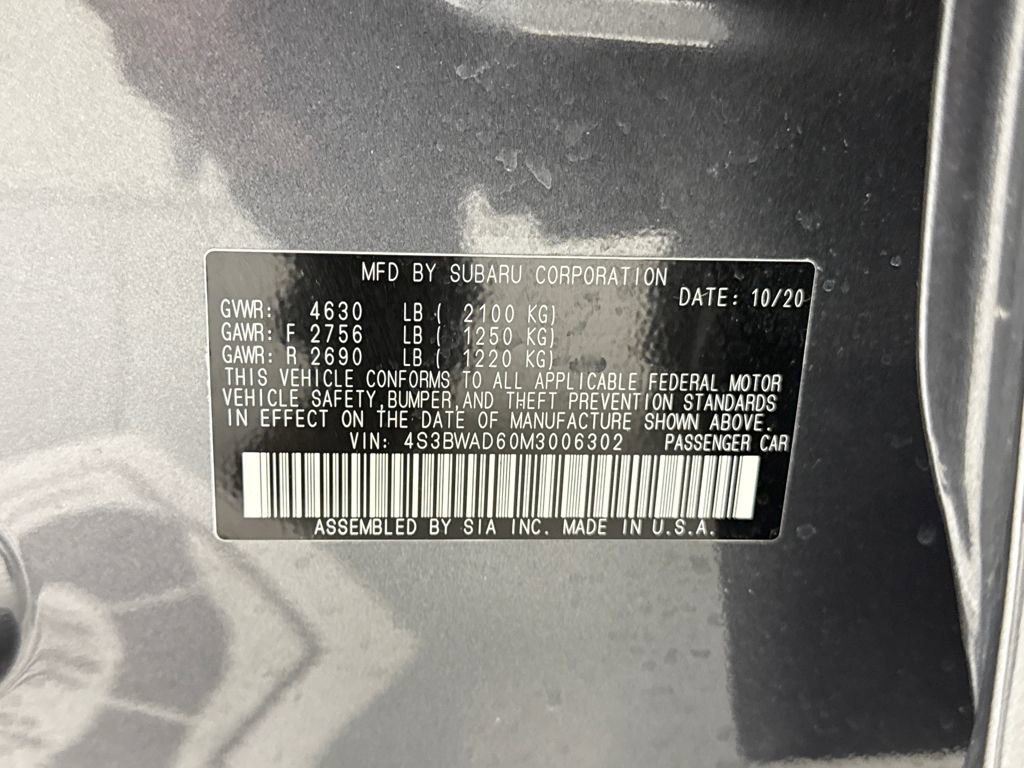 MFD BY SUBARU CORPORATION
DATE: 10/20
GVWR: 4630 LB ( 2100 KG)
GAWR: F 2756 LB ( 1250 KG)
GAWR: R 2690 LB ( 1220 KG)
THIS VEHICLE CONFORMS TO ALL APPLICABLE FEDERAL MOTOR
VEHICLE SAFETY,BUMPER,AND THEFT PREVENTION STANDARDS
IN EFFECT ON THE DATE OF MANUFACTURE SHOWN ABOVE.
VIN: 4S3BWAD60M3006302 PASSENGER CAR
ASSEMBLED BY SIA INC. MADE IN U.S.A.